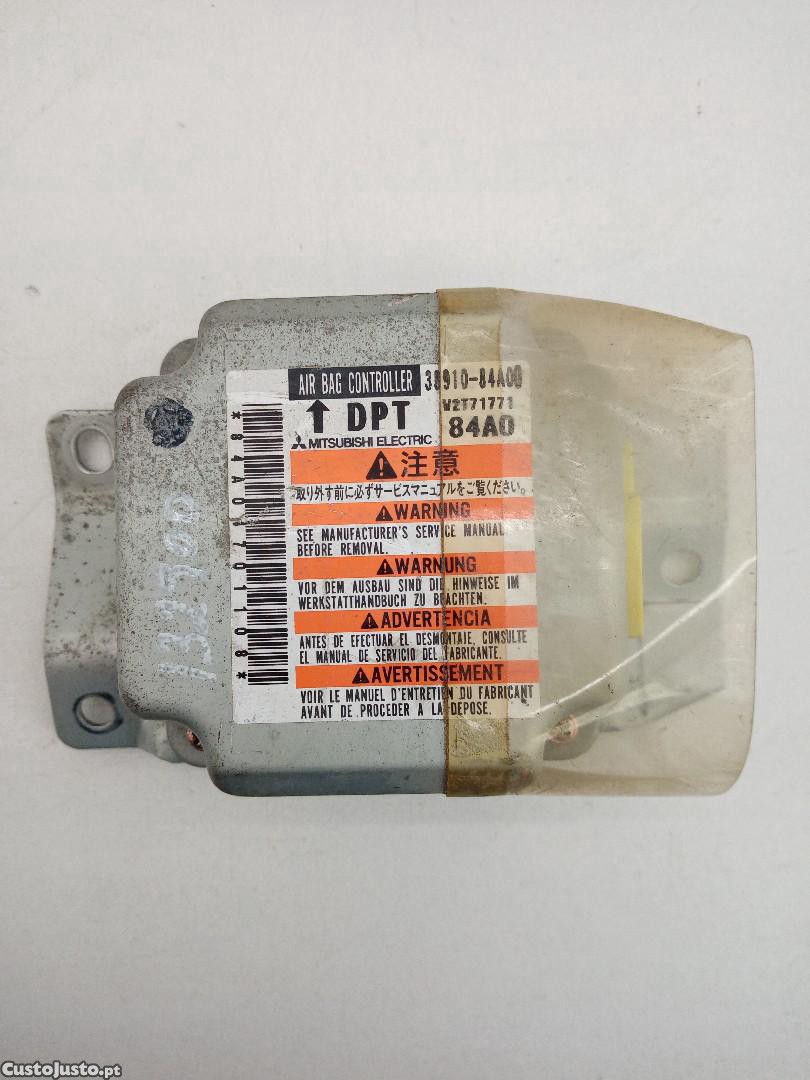 AIR BAG CONTROLLER 38910-84A00
↑ DPT W2T71771
MITSUBISHI ELECTRIC 84A0
注意
取り外す前に必ずサービスマニュアルをご覧ください。
WARNING
SEE MANUFACTURER'S SERVICE MANUAL
BEFORE REMOVAL.
WARNUNG
VOR DEM AUSBAU SIND DIE HINWEISE IM
WERKSTATTHANDBUCH ZU BEACHTEN.
ADVERTENCIA
ANTES DE EFECTUAR EL DESMONTAJE, CONSULTE
EL MANUAL DE SERVICIO DEL FABRICANTE.
AVERTISSEMENT
VOIR LE MANUEL D'ENTRETIEN DU FABRICANT
AVANT DE PROCEDER A LA DEPOSE.
*84A01701108*
CustoJusto.pt